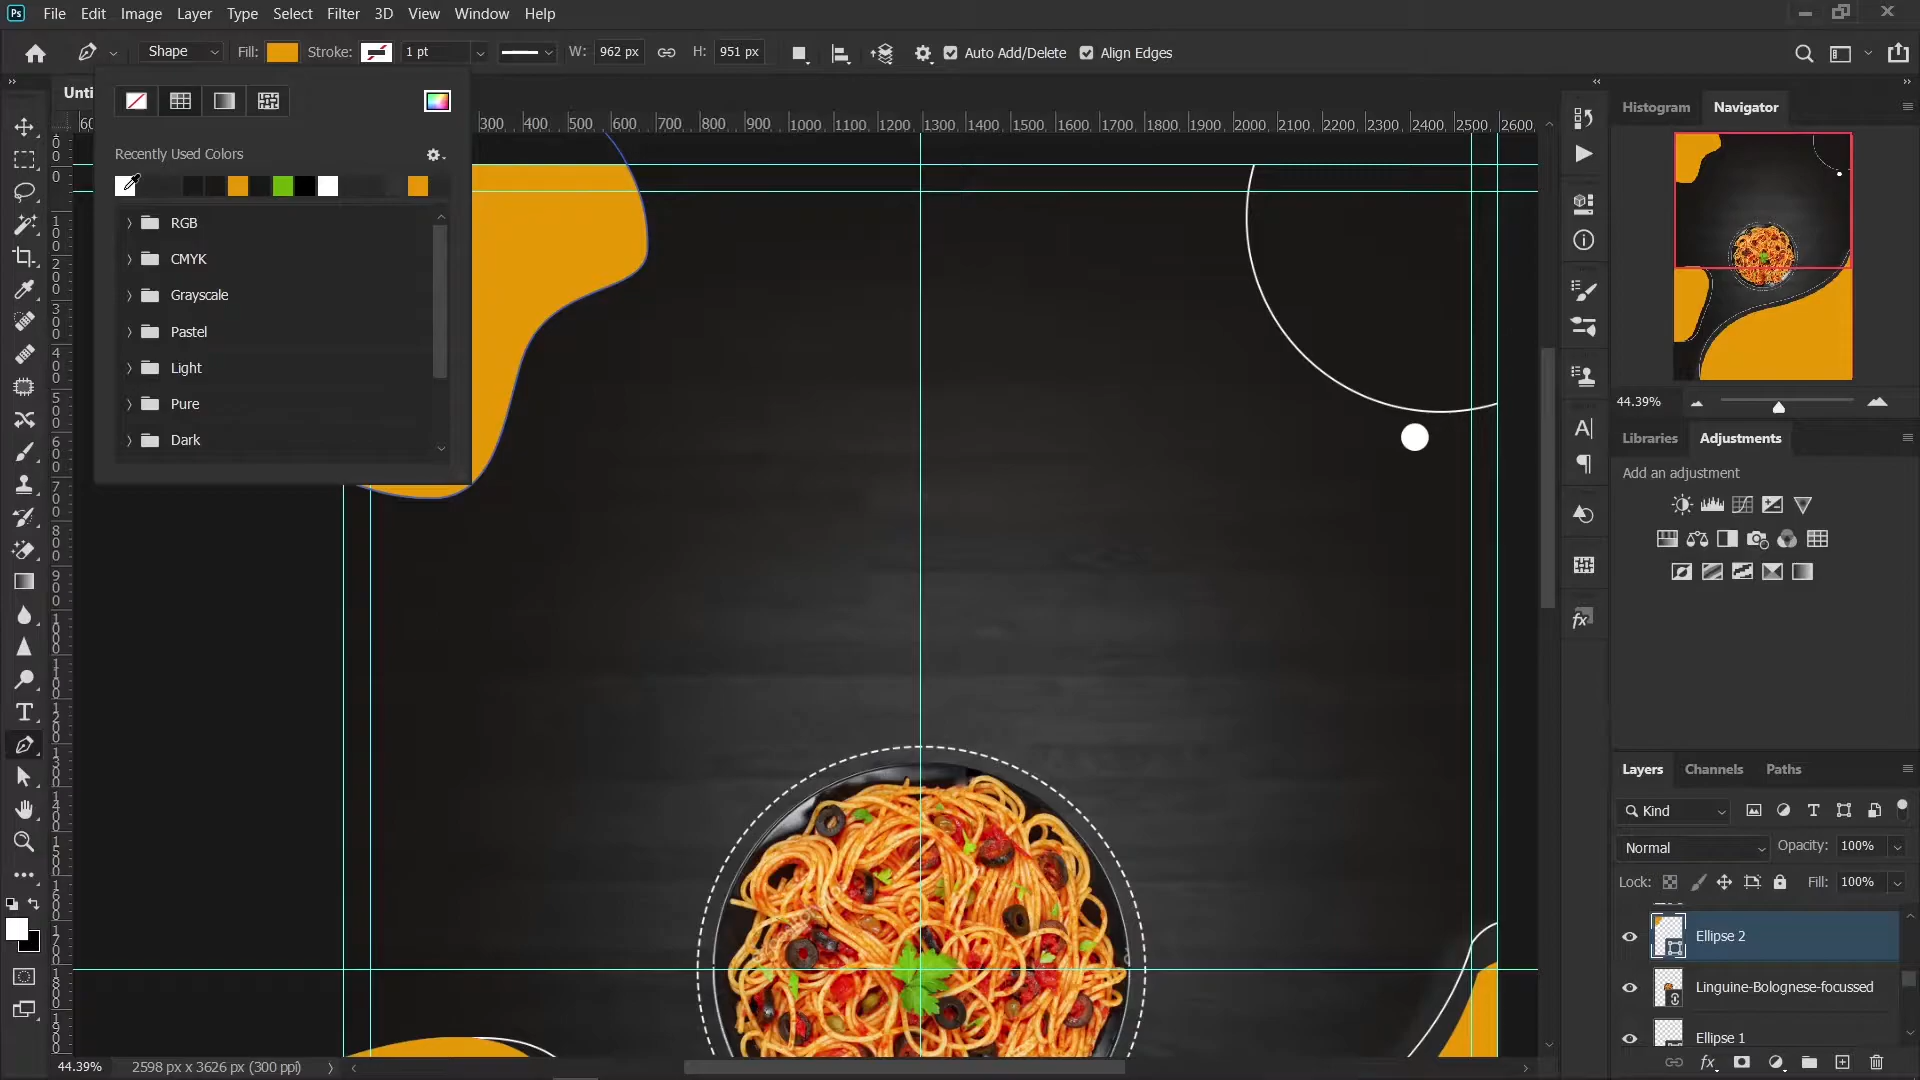 Ps File Edit Image Layer Type Select Filter 3D View Window Help
Shape Fill: Stroke: 1 pt W: 962 px H: 951 px Auto Add/Delete Align Edges
Unti
Recently Used Colors
RGB
CMYK
Grayscale
Pastel
Light
Pure
Dark
300 400 500 600 700 800 900 1000 1100 1200 1300 1400 1500 1600 1700 1800 1900 2000 2100 2200 2300 2400 2500 2600
Histogram Navigator
44.39%
Libraries Adjustments
Add an adjustment
Layers Channels Paths
Kind
Normal Opacity: 100%
Lock: Fill: 100%
Ellipse 2
Linguine-Bolognese-focussed
Ellipse 1
fx
44.39% 2598 px x 3626 px (300 ppi)